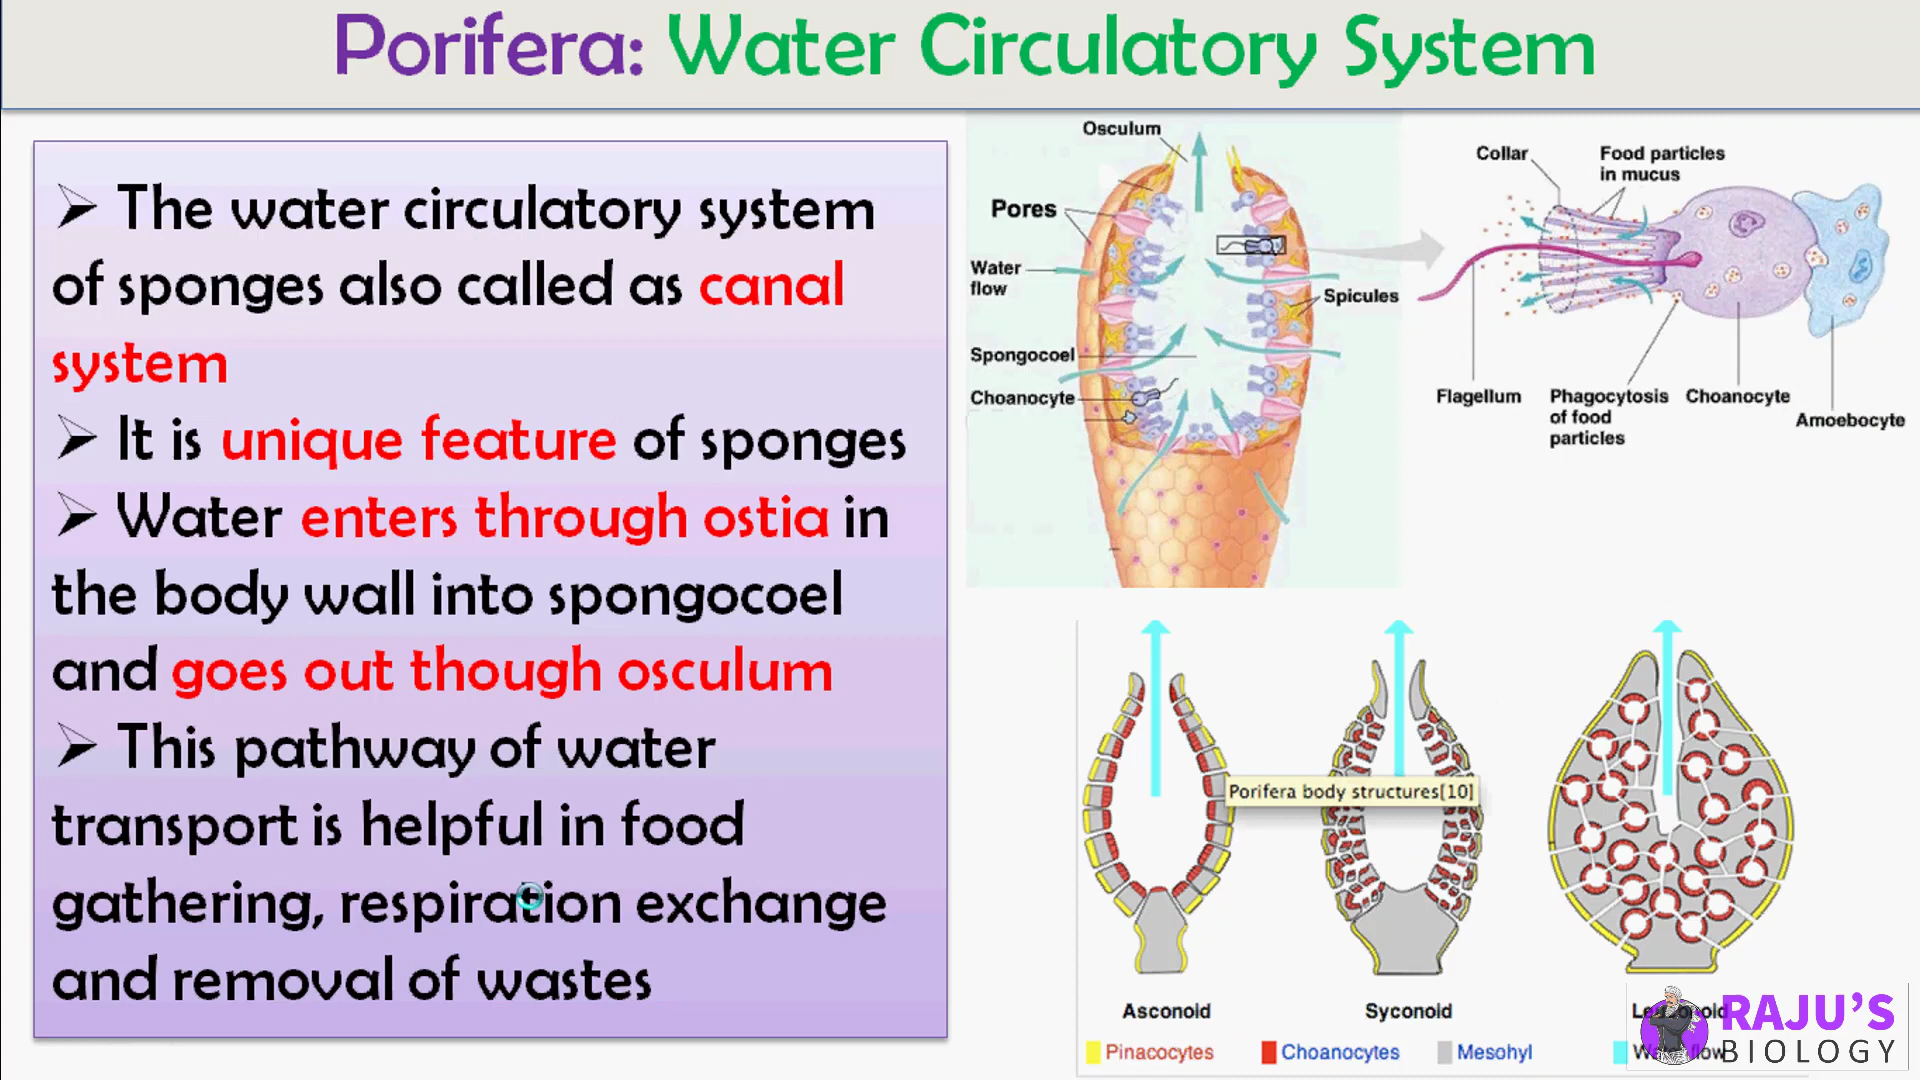 Porifera: Water Circulatory System
➢ The water circulatory system
of sponges also called as canal
system
➢ It is unique feature of sponges
➢ Water enters through ostia in
the body wall into spongocoel
and goes out though osculum
➢ This pathway of water
transport is helpful in food
gathering, respiration exchange
and removal of wastes
Osculum
Pores
Water
flow
Spongocoel
Choanocyte
Spicules
Collar
Food particles
in mucus
Flagellum
Phagocytosis
of food
particles
Choanocyte
Amoebocyte
Porifera body structures[10]
Asconoid
Syconoid
Pinacocytes
Choanocytes
Mesohyl
RAJU'S
BIOLOGY